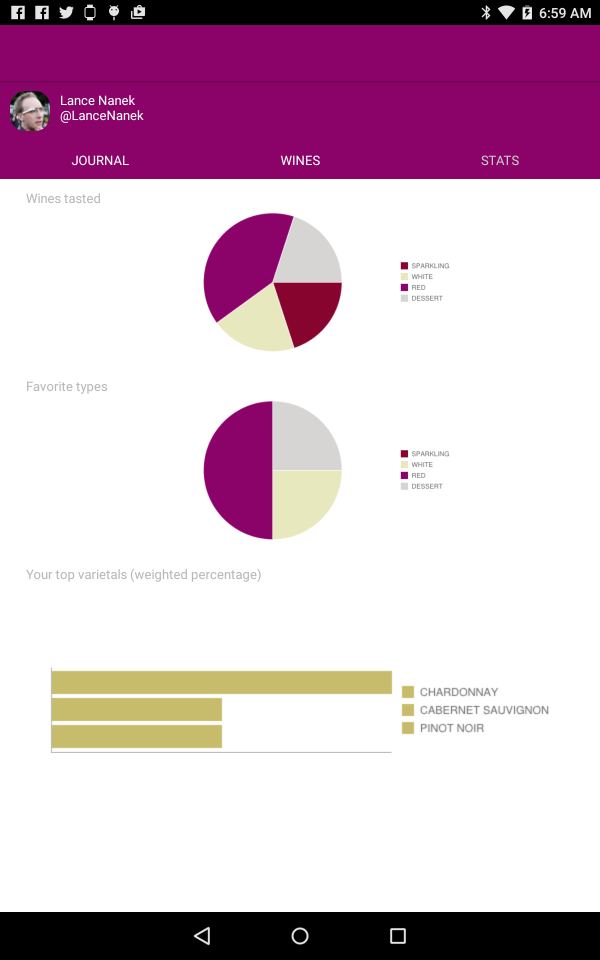 6:59 AM
Lance Nanek
@LanceNanek
JOURNAL WINES STATS
Wines tasted
SPARKLING
WHITE
RED
DESSERT
Favorite types
SPARKLING
WHITE
RED
DESSERT
Your top varietals (weighted percentage)
CHARDONNAY
CABERNET SAUVIGNON
PINOT NOIR